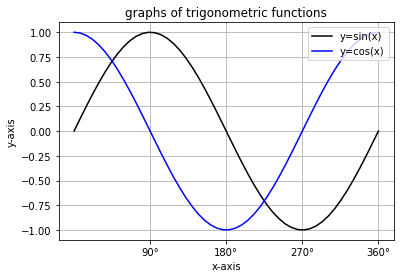 graphs of trigonometric functions
y=sin(x)
y=cos(x)
1.00
0.75
0.50
0.25
0.00
−0.25
−0.50
−0.75
−1.00
y-axis
90° 180° 270° 360°
x-axis